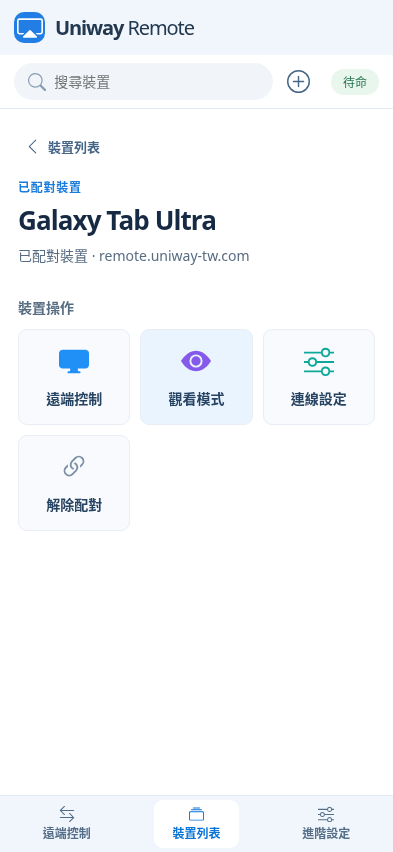 Uniway Remote
搜尋裝置
待命
裝置列表
已配對裝置
Galaxy Tab Ultra
已配對裝置 · remote.uniway-tw.com
裝置操作
遠端控制
觀看模式
連線設定
解除配對
遠端控制
裝置列表
進階設定